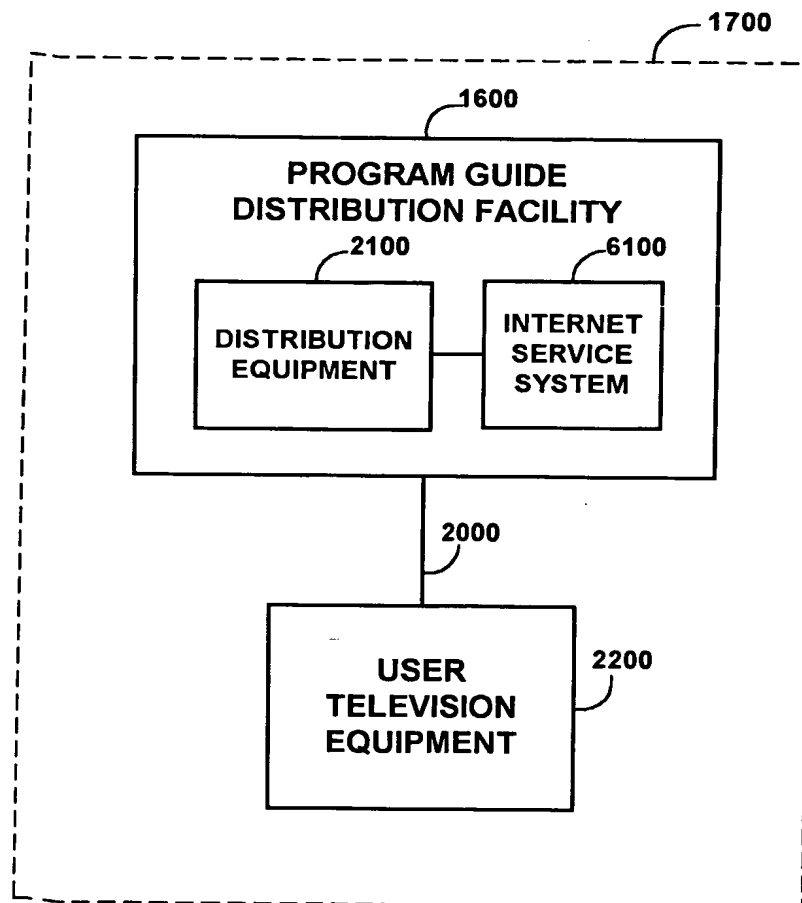 1700
1600
PROGRAM GUIDE
DISTRIBUTION FACILITY
2100
6100
DISTRIBUTION
EQUIPMENT
INTERNET
SERVICE
SYSTEM
2000
USER
TELEVISION
EQUIPMENT
2200